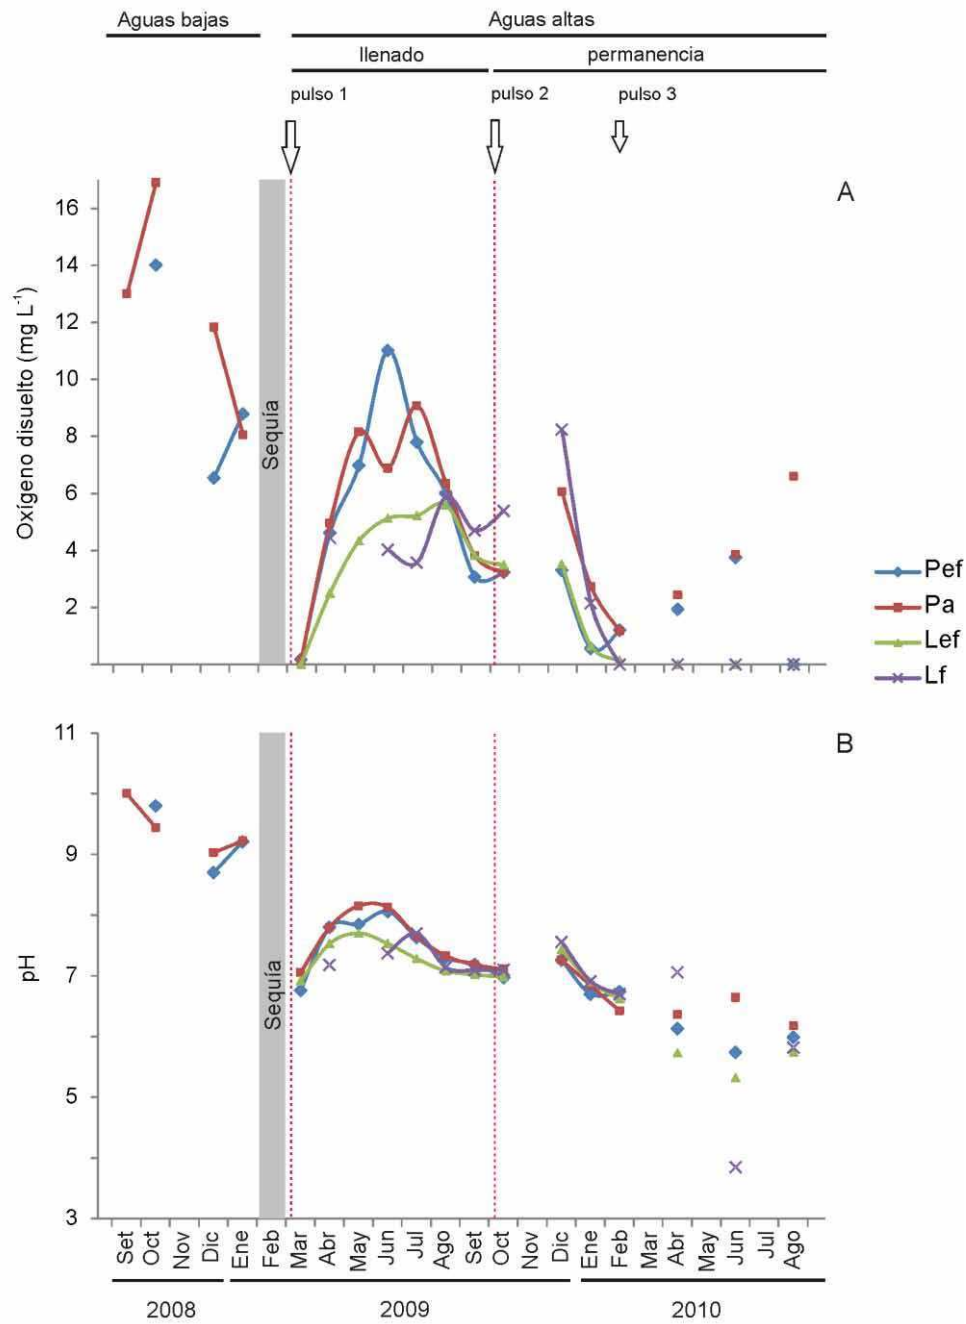 Aguas bajas
Aguas altas
llenado
permanencia
pulso 1
pulso 2
pulso 3
A
Oxígeno disuelto (mg L⁻¹)
16
14
12
10
8
6
4
2
Sequía
Pef
Pa
Lef
Lf
B
pH
11
9
7
5
3
Sequía
Set Oct Nov Dic Ene Feb Mar Abr May Jun Jul Ago Set Oct Nov Dic Ene Feb Mar Abr May Jun Jul Ago
2008 2009 2010